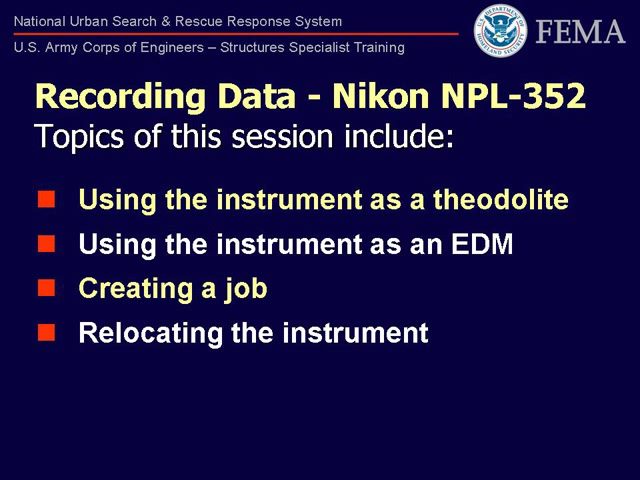 National Urban Search & Rescue Response System
U.S. Army Corps of Engineers – Structures Specialist Training
FEMA
Recording Data - Nikon NPL-352
Topics of this session include:
Using the instrument as a theodolite
Using the instrument as an EDM
Creating a job
Relocating the instrument